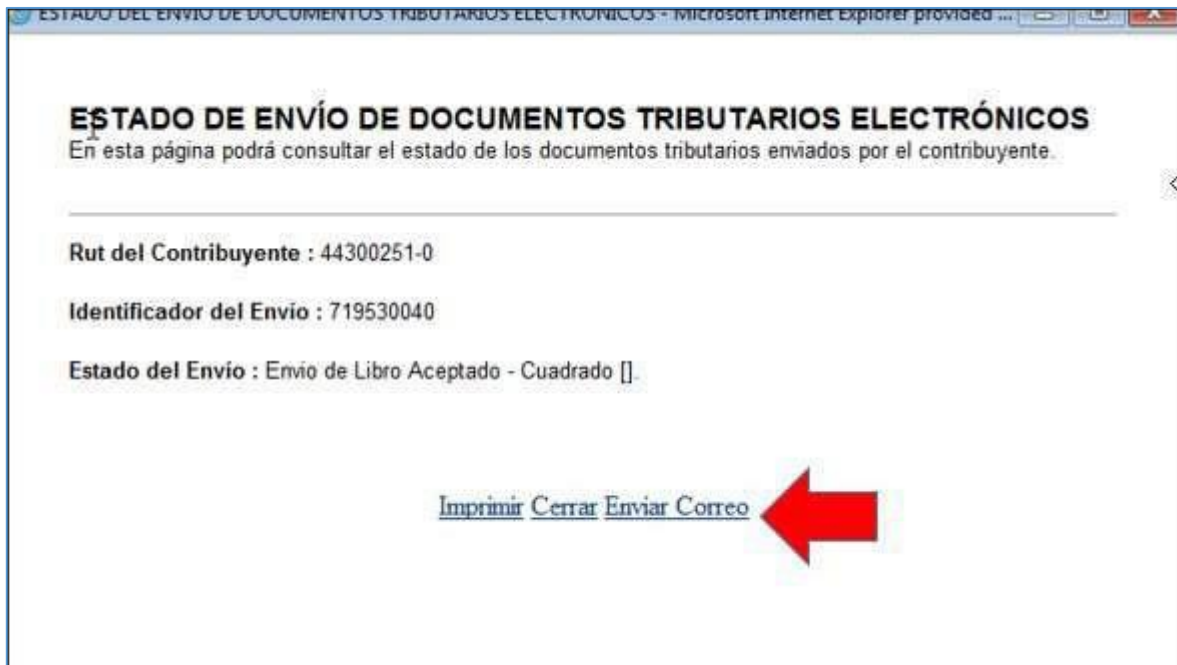 ESTADO DEL ENVIO DE DOCUMENTOS TRIBUTARIOS ELECTRONICOS - Microsoft Internet Explorer provided ...
ESTADO DE ENVÍO DE DOCUMENTOS TRIBUTARIOS ELECTRÓNICOS
En esta página podrá consultar el estado de los documentos tributarios enviados por el contribuyente.
Rut del Contribuyente : 44300251-0
Identificador del Envío : 719530040
Estado del Envío : Envio de Libro Aceptado - Cuadrado [].
Imprimir Cerrar Enviar Correo